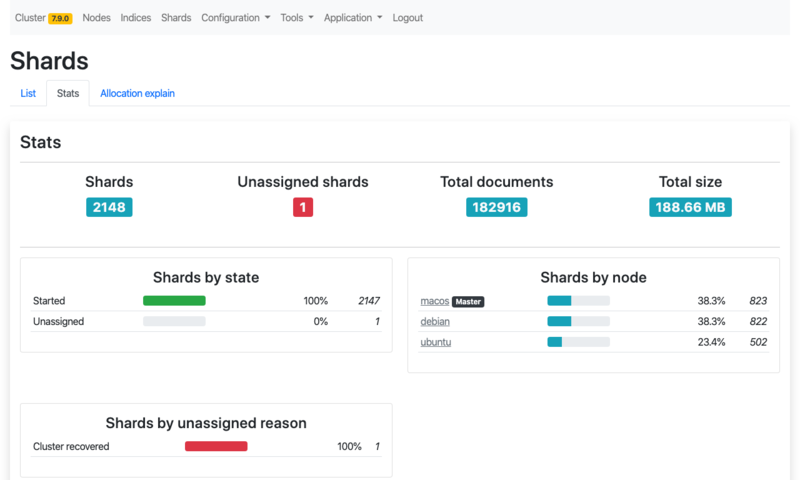 Cluster 7.9.0 Nodes Indices Shards Configuration Tools Application Logout
Shards
List Stats Allocation explain
Stats
Shards Unassigned shards Total documents Total size
2148 1 182916 188.66 MB
Shards by state
Started 100% 2147
Unassigned 0% 1
Shards by node
macos Master 38.3% 823
debian 38.3% 822
ubuntu 23.4% 502
Shards by unassigned reason
Cluster recovered 100% 1